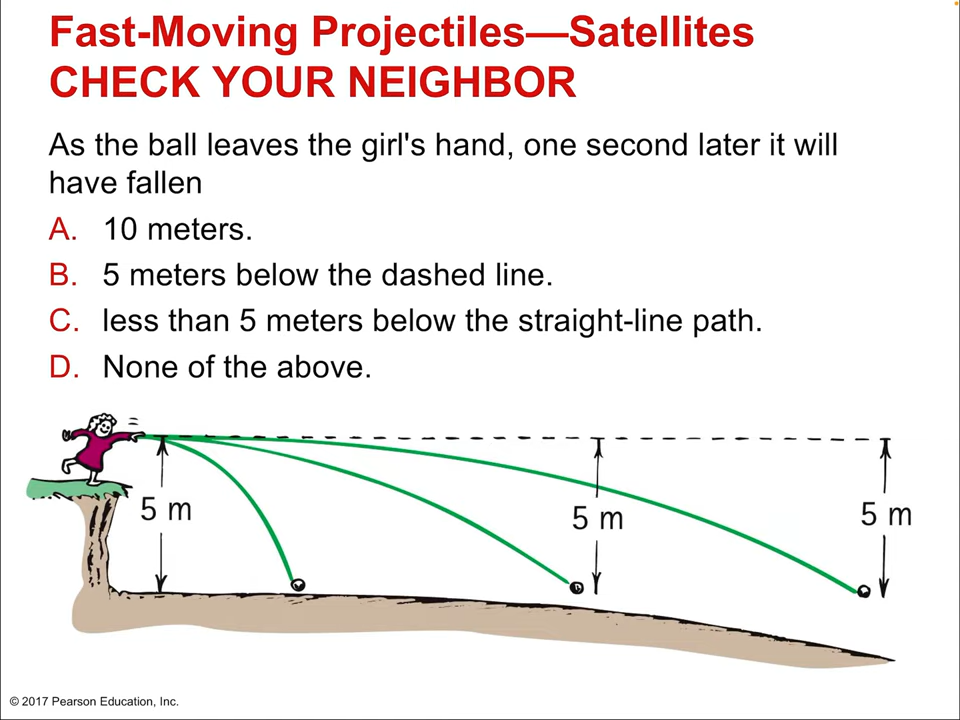 Fast-Moving Projectiles—Satellites
CHECK YOUR NEIGHBOR
As the ball leaves the girl's hand, one second later it will
have fallen
A. 10 meters.
B. 5 meters below the dashed line.
C. less than 5 meters below the straight-line path.
D. None of the above.
5 m
5 m
5 m
© 2017 Pearson Education, Inc.